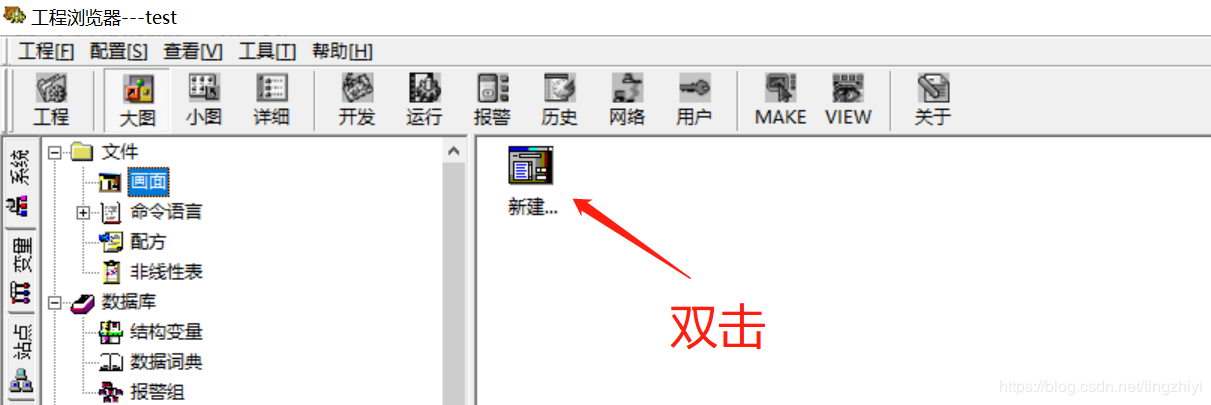 工程浏览器---test
工程[F] 配置[S] 查看[V] 工具[T] 帮助[H]
工程 大图 小图 详细 开发 运行 报警 历史 网络 用户 MAKE VIEW 关于
系统
变量
站点
文件
画面
命令语言
配方
非线性表
数据库
结构变量
数据词典
报警组
新建...
双击
https://blog.csdn.net/tingzhiyi